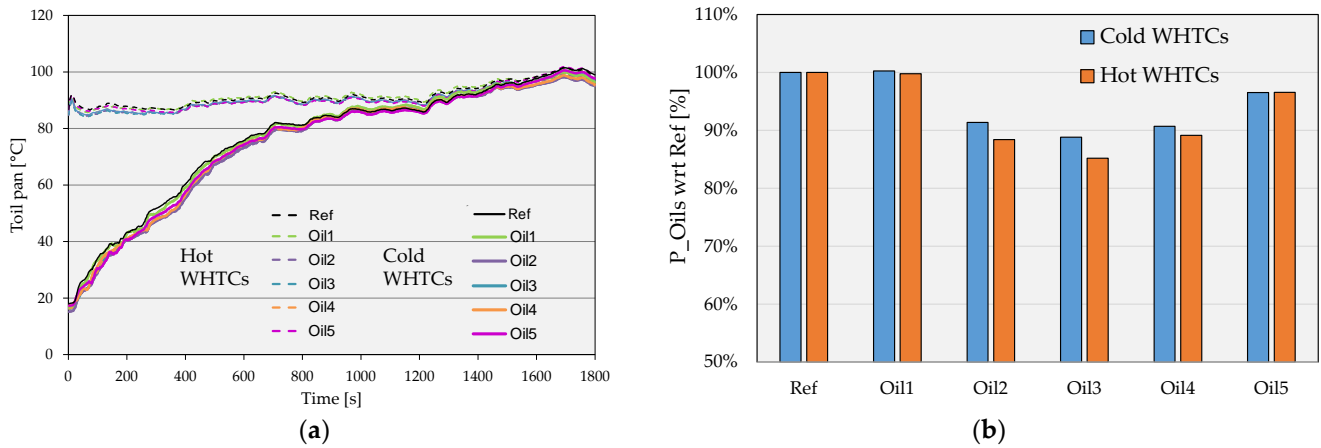 120
100
80
60
40
20
0
Toil pan [°C]
0 200 400 600 800 1000 1200 1400 1600 1800
Time [s]
Hot
WHTCs
Ref
Oil1
Oil2
Oil3
Oil4
Oil5
Cold
WHTCs
Ref
Oil1
Oil2
Oil3
Oil4
Oil5
(a)
110%
100%
90%
80%
70%
60%
50%
P_Oils wrt Ref [%]
Cold WHTCs
Hot WHTCs
Ref Oil1 Oil2 Oil3 Oil4 Oil5
(b)